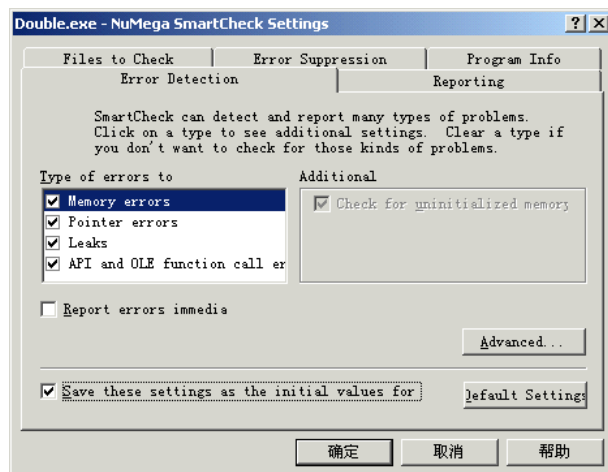 Double.exe - NuMega SmartCheck Settings
Files to Check
Error Suppression
Program Info
Error Detection
Reporting
SmartCheck can detect and report many types of problems.
Click on a type to see additional settings. Clear a type if
you don't want to check for those kinds of problems.
Type of errors to
Additional
Memory errors
Check for uninitialized memory
Pointer errors
Leaks
API and OLE function call er
Report errors immedia
Advanced...
Save these settings as the initial values for
Default Settings
确定
取消
帮助